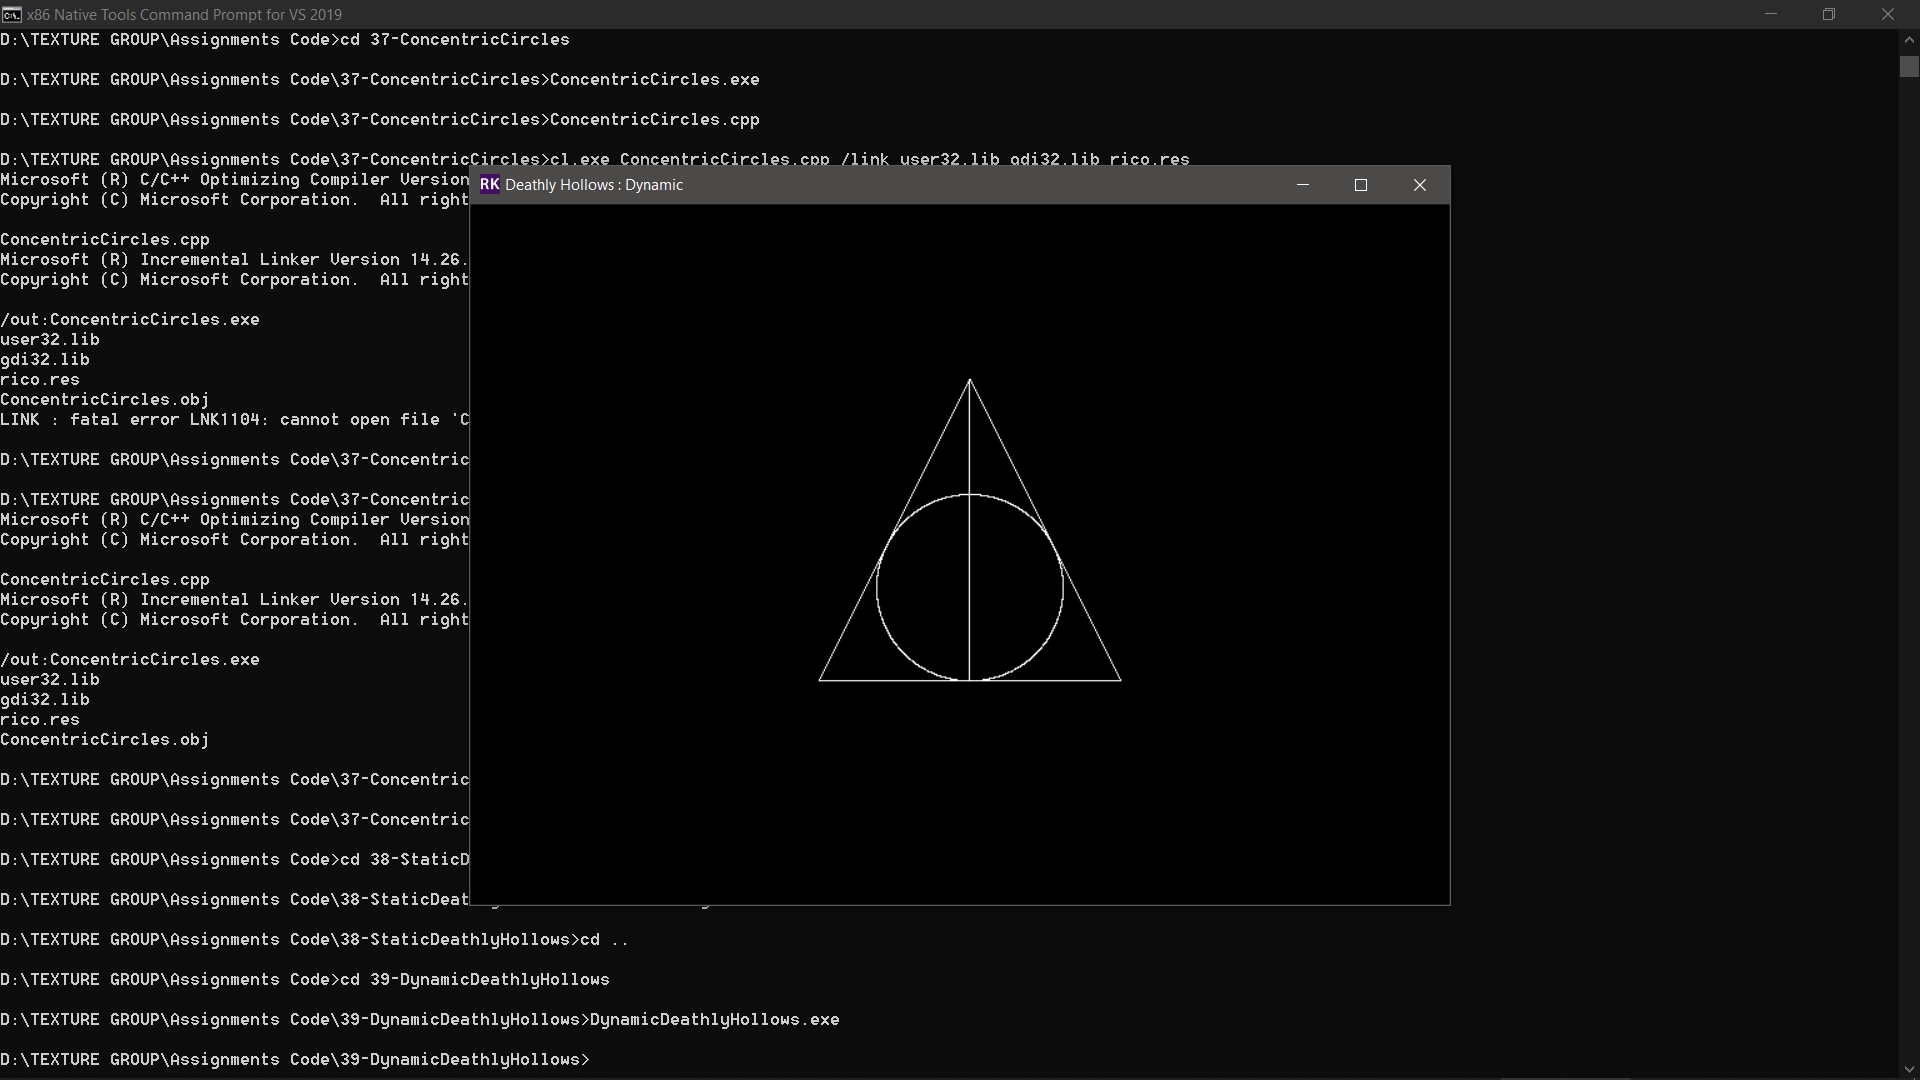 x86 Native Tools Command Prompt for VS 2019
D:\TEXTURE GROUP\Assignments Code>cd 37-ConcentricCircles
D:\TEXTURE GROUP\Assignments Code\37-ConcentricCircles>ConcentricCircles.exe
D:\TEXTURE GROUP\Assignments Code\37-ConcentricCircles>ConcentricCircles.cpp
D:\TEXTURE GROUP\Assignments Code\37-ConcentricCircles>cl.exe ConcentricCircles.cpp /link user32.lib gdi32.lib rico.res
Microsoft (R) C/C++ Optimizing Compiler Version
Copyright (C) Microsoft Corporation.  All right
ConcentricCircles.cpp
Microsoft (R) Incremental Linker Version 14.26.
Copyright (C) Microsoft Corporation.  All right
/out:ConcentricCircles.exe
user32.lib
gdi32.lib
rico.res
ConcentricCircles.obj
LINK : fatal error LNK1104: cannot open file 'C
D:\TEXTURE GROUP\Assignments Code\37-Concentric
D:\TEXTURE GROUP\Assignments Code\37-Concentric
Microsoft (R) C/C++ Optimizing Compiler Version
Copyright (C) Microsoft Corporation.  All right
ConcentricCircles.cpp
Microsoft (R) Incremental Linker Version 14.26.
Copyright (C) Microsoft Corporation.  All right
/out:ConcentricCircles.exe
user32.lib
gdi32.lib
rico.res
ConcentricCircles.obj
D:\TEXTURE GROUP\Assignments Code\37-Concentric
D:\TEXTURE GROUP\Assignments Code\37-Concentric
D:\TEXTURE GROUP\Assignments Code>cd 38-StaticD
D:\TEXTURE GROUP\Assignments Code\38-StaticDeat
D:\TEXTURE GROUP\Assignments Code\38-StaticDeathlyHollows>cd ..
D:\TEXTURE GROUP\Assignments Code>cd 39-DynamicDeathlyHollows
D:\TEXTURE GROUP\Assignments Code\39-DynamicDeathlyHollows>DynamicDeathlyHollows.exe
D:\TEXTURE GROUP\Assignments Code\39-DynamicDeathlyHollows>
RK Deathly Hollows : Dynamic